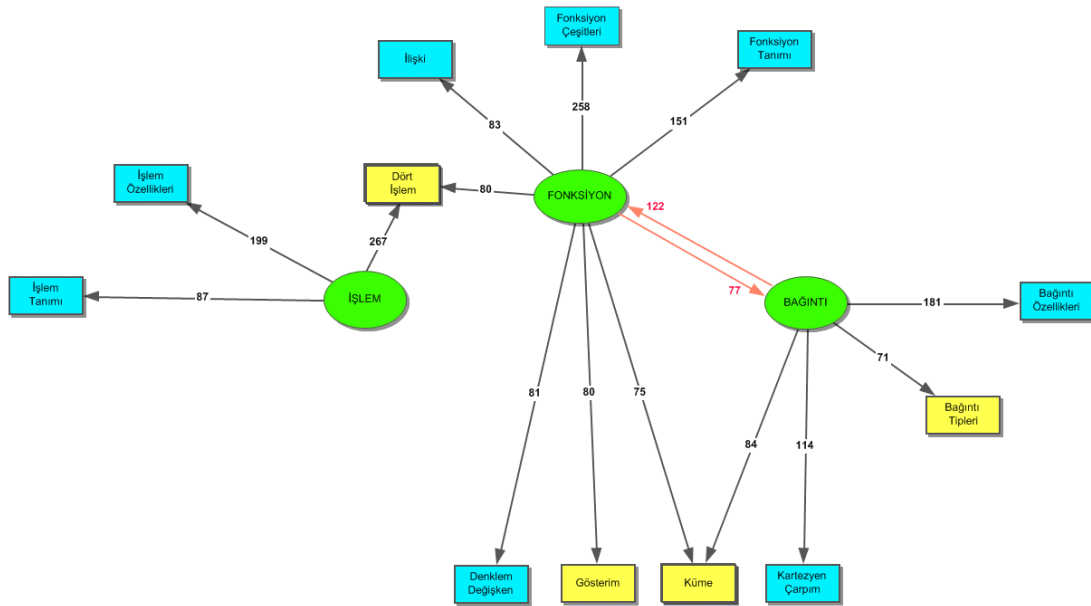 Fonksiyon
Çeşitleri
Fonksiyon
Tanımı
İlişki
258
151
83
İşlem
Özellikleri
Dört
İşlem
80
FONKSİYON
122
199
267
77
İşlem
Tanımı
87
İŞLEM
BAĞINTI
181
Bağıntı
Özellikleri
71
81
80
75
Bağıntı
Tipleri
84
114
Denklem
Değişken
Gösterim
Küme
Kartezyen
Çarpım